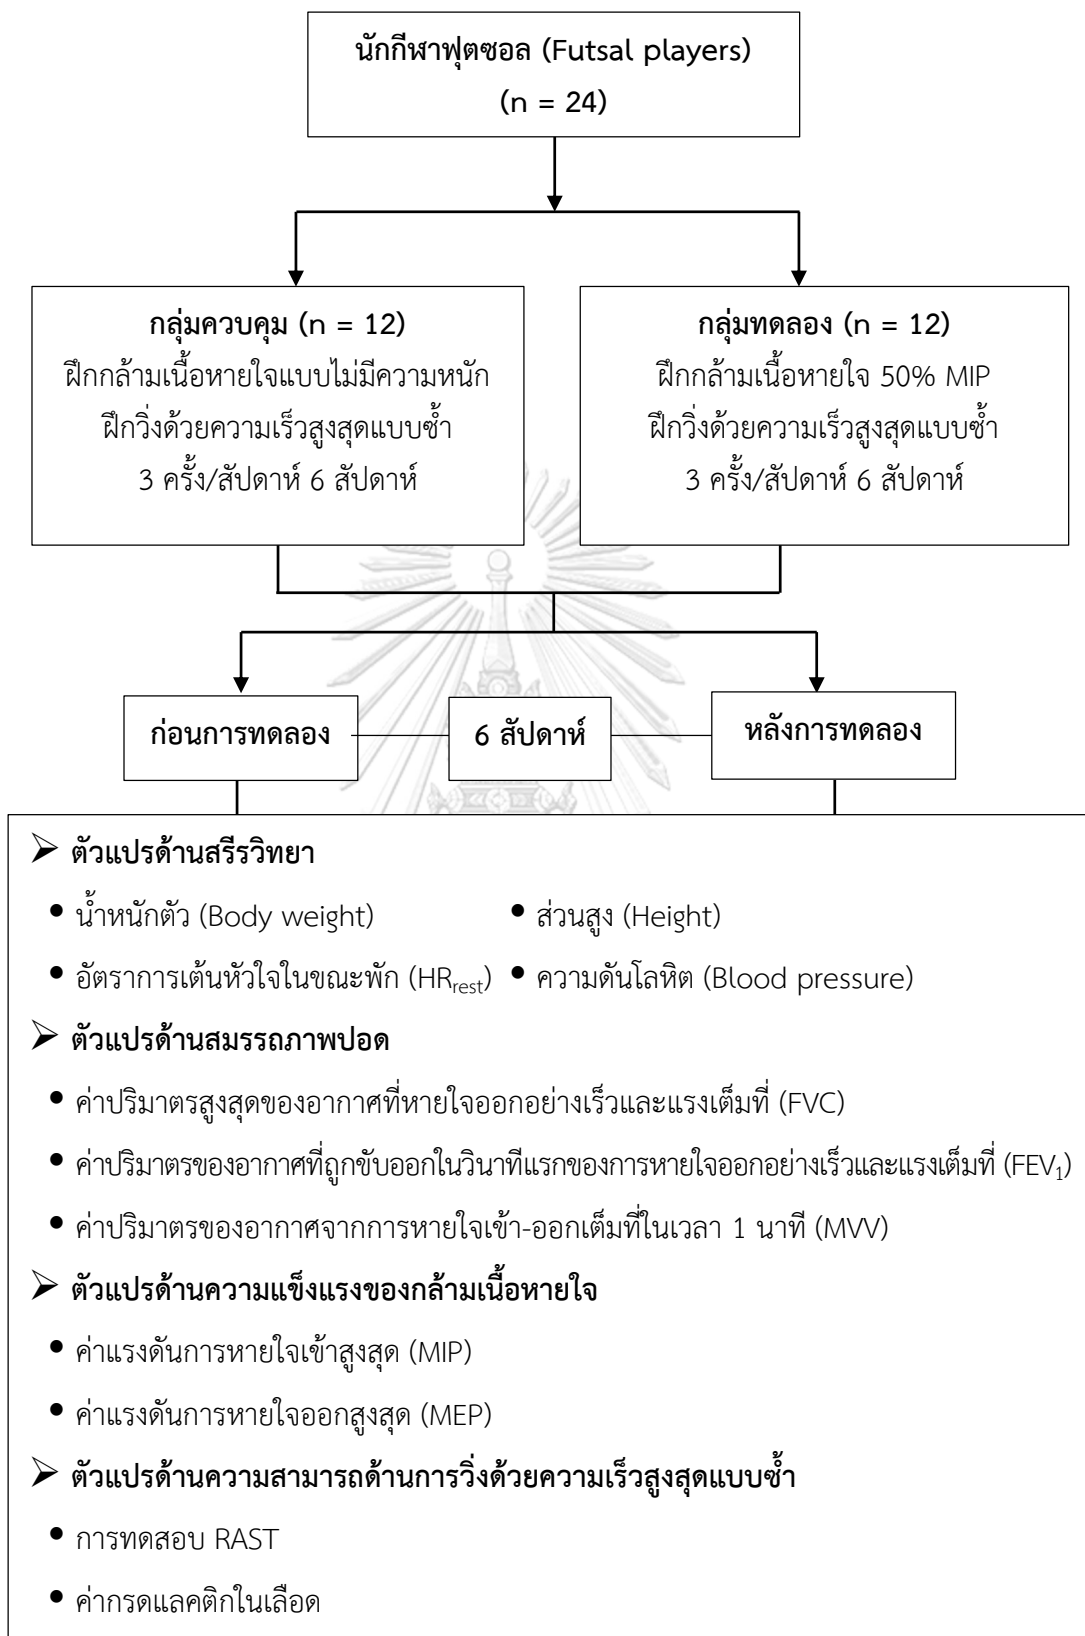 นักกีฬาฟุตซอล (Futsal players)
(n = 24)
กลุ่มควบคุม (n = 12)
ฝึกกล้ามเนื้อหายใจแบบไม่มีความหนัก
ฝึกวิ่งด้วยความเร็วสูงสุดแบบซ้ำ
3 ครั้ง/สัปดาห์ 6 สัปดาห์
กลุ่มทดลอง (n = 12)
ฝึกกล้ามเนื้อหายใจ 50% MIP
ฝึกวิ่งด้วยความเร็วสูงสุดแบบซ้ำ
3 ครั้ง/สัปดาห์ 6 สัปดาห์
ก่อนการทดลอง
6 สัปดาห์
หลังการทดลอง
➢ ตัวแปรด้านสรีรวิทยา
• น้ำหนักตัว (Body weight) • ส่วนสูง (Height)
• อัตราการเต้นหัวใจในขณะพัก (HRrest) • ความดันโลหิต (Blood pressure)
➢ ตัวแปรด้านสมรรถภาพปอด
• ค่าปริมาตรสูงสุดของอากาศที่หายใจออกอย่างเร็วและแรงเต็มที่ (FVC)
• ค่าปริมาตรของอากาศที่ถูกขับออกในวินาทีแรกของการหายใจออกอย่างเร็วและแรงเต็มที่ (FEV1)
• ค่าปริมาตรของอากาศจากการหายใจเข้า-ออกเต็มที่ในเวลา 1 นาที (MVV)
➢ ตัวแปรด้านความแข็งแรงของกล้ามเนื้อหายใจ
• ค่าแรงดันการหายใจเข้าสูงสุด (MIP)
• ค่าแรงดันการหายใจออกสูงสุด (MEP)
➢ ตัวแปรด้านความสามารถด้านการวิ่งด้วยความเร็วสูงสุดแบบซ้ำ
• การทดสอบ RAST
• ค่ากรดแลคติกในเลือด